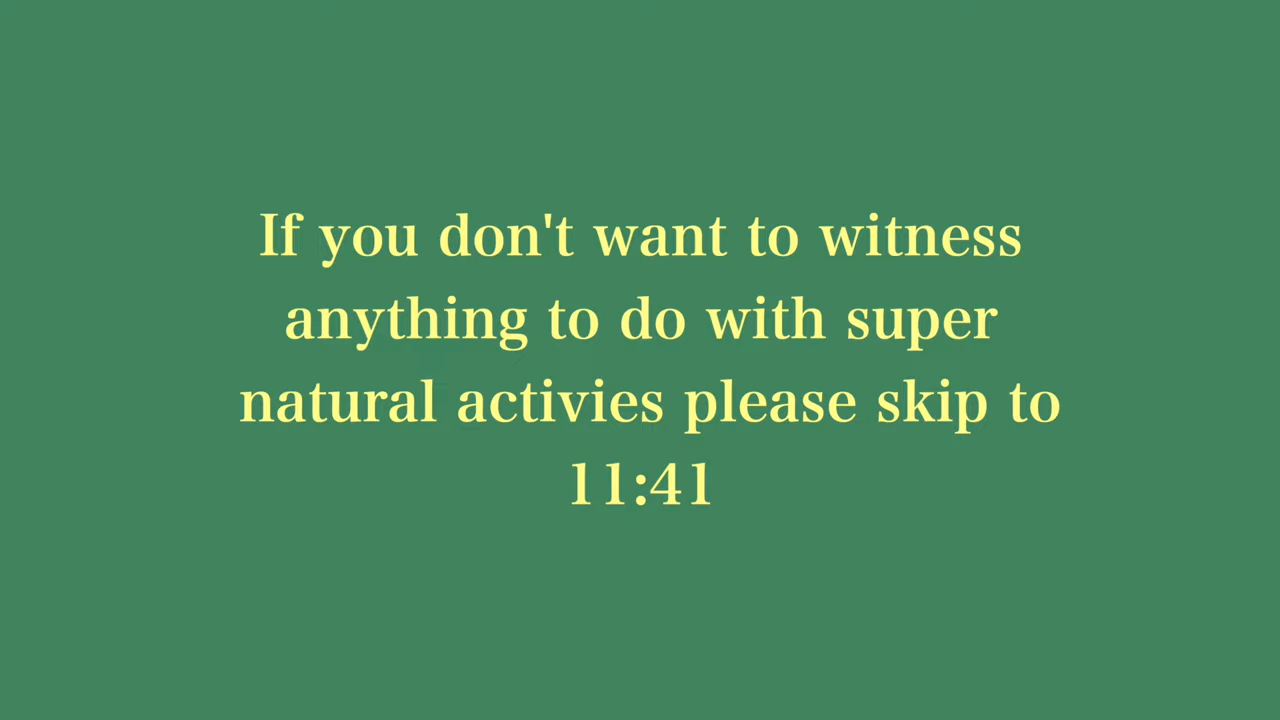 If you don't want to witness
anything to do with super
natural activies please skip to
11:41